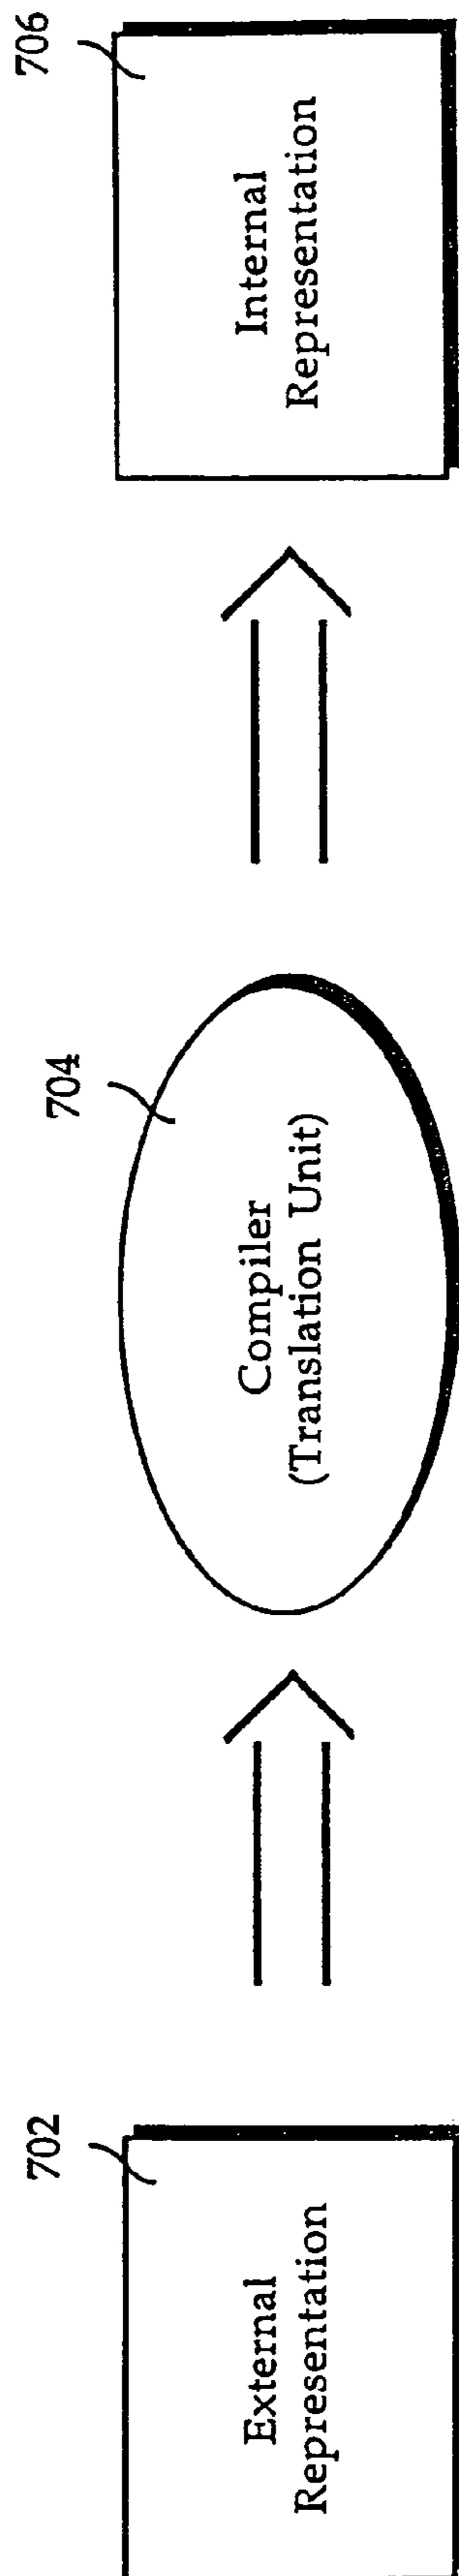 702
External
Representation
704
Compiler
(Translation Unit)
706
Internal
Representation